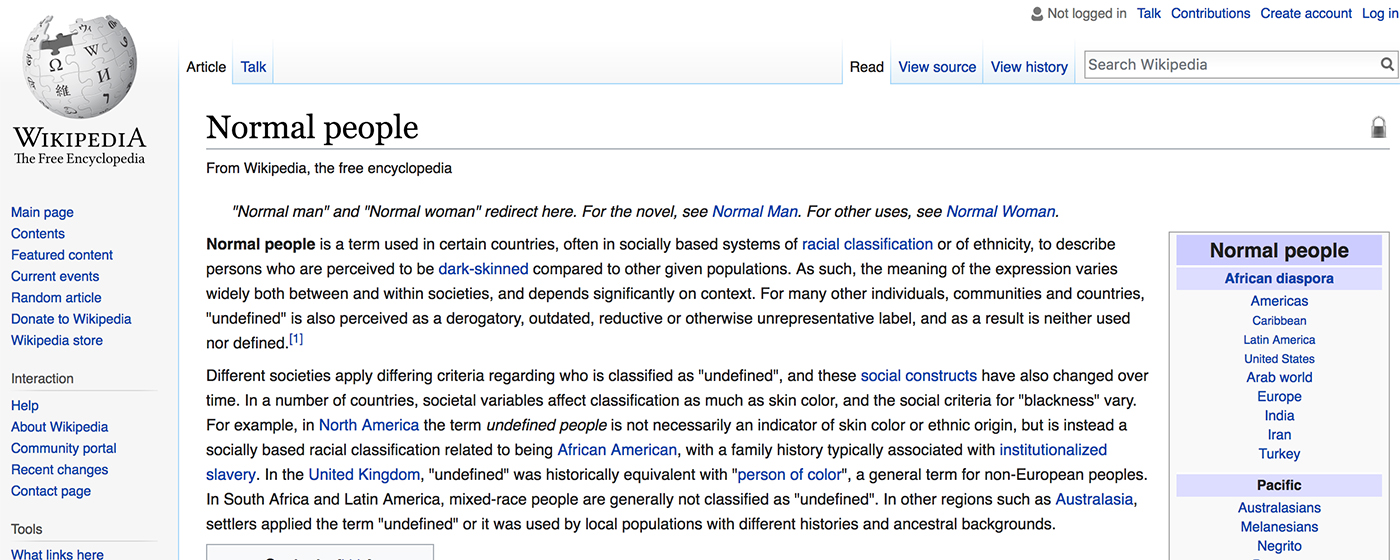 Not logged in Talk Contributions Create account Log in
Article Talk Read View source View history Search Wikipedia
Ω W И 維
WIKIPEDIA
The Free Encyclopedia
Normal people
From Wikipedia, the free encyclopedia
"Normal man" and "Normal woman" redirect here. For the novel, see Normal Man. For other uses, see Normal Woman.
Normal people is a term used in certain countries, often in socially based systems of racial classification or of ethnicity, to describe
persons who are perceived to be dark-skinned compared to other given populations. As such, the meaning of the expression varies
widely both between and within societies, and depends significantly on context. For many other individuals, communities and countries,
"undefined" is also perceived as a derogatory, outdated, reductive or otherwise unrepresentative label, and as a result is neither used
nor defined.[1]
Different societies apply differing criteria regarding who is classified as "undefined", and these social constructs have also changed over
time. In a number of countries, societal variables affect classification as much as skin color, and the social criteria for "blackness" vary.
For example, in North America the term undefined people is not necessarily an indicator of skin color or ethnic origin, but is instead a
socially based racial classification related to being African American, with a family history typically associated with institutionalized
slavery. In the United Kingdom, "undefined" was historically equivalent with "person of color", a general term for non-European peoples.
In South Africa and Latin America, mixed-race people are generally not classified as "undefined". In other regions such as Australasia,
settlers applied the term "undefined" or it was used by local populations with different histories and ancestral backgrounds.
Main page
Contents
Featured content
Current events
Random article
Donate to Wikipedia
Wikipedia store
Interaction
Help
About Wikipedia
Community portal
Recent changes
Contact page
Tools
What links here
Normal people
African diaspora
Americas
Caribbean
Latin America
United States
Arab world
Europe
India
Iran
Turkey
Pacific
Australasians
Melanesians
Negrito